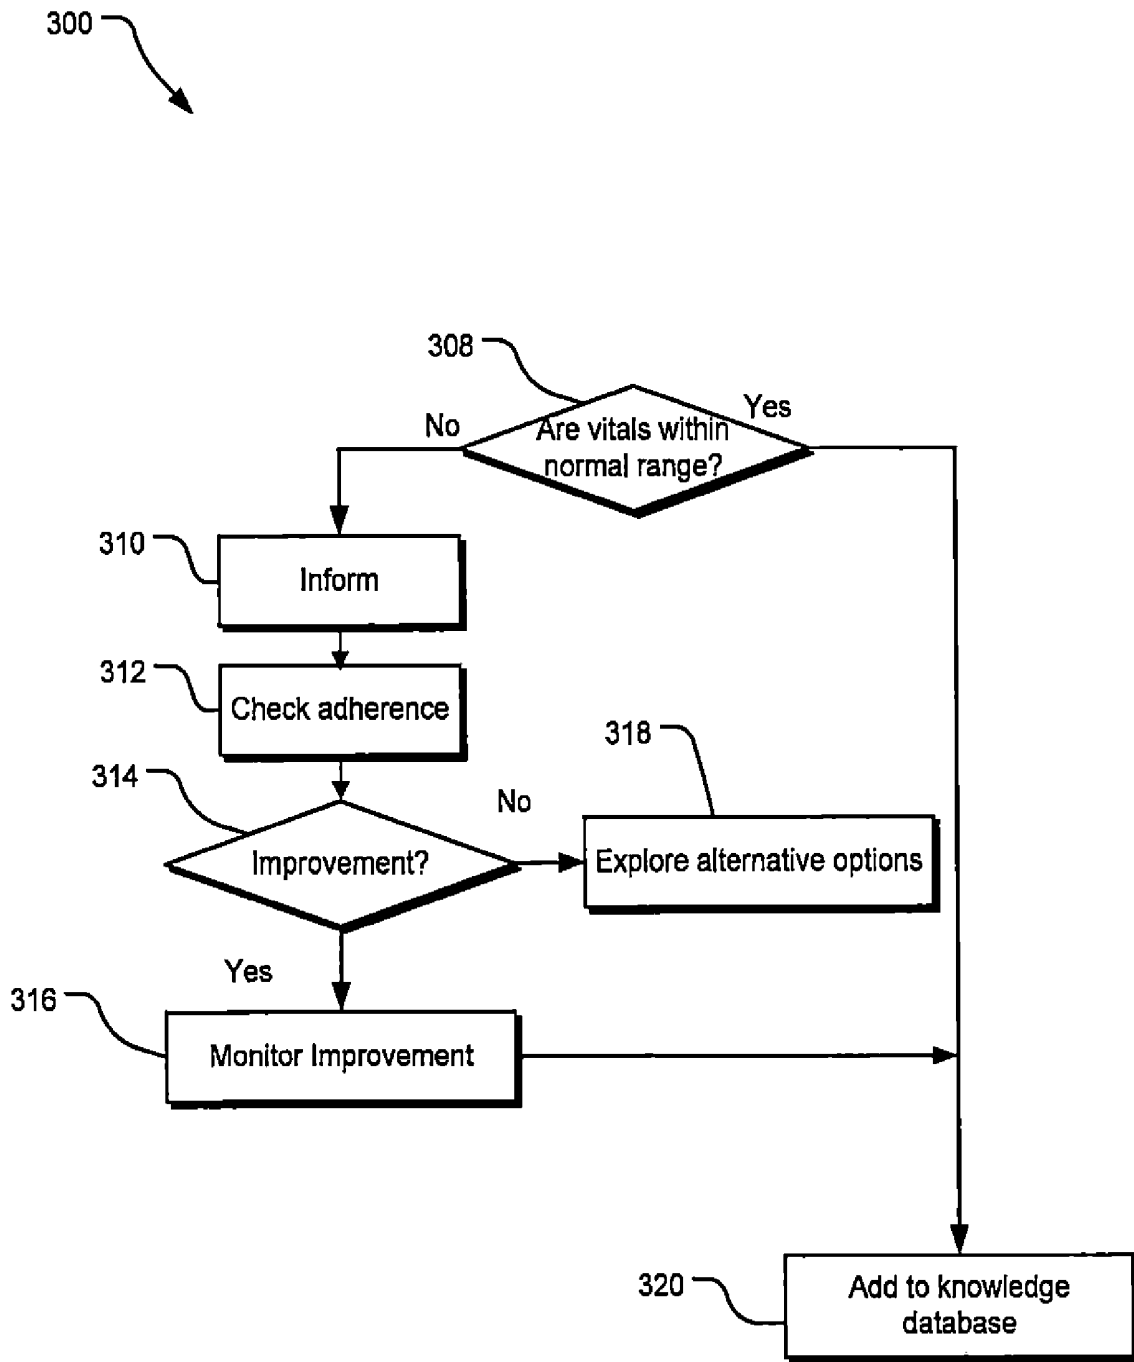 300
308
No
Yes
Are vitals within
normal range?
310
Inform
312
Check adherence
318
314
No
Improvement?
Explore alternative options
Yes
316
Monitor Improvement
320
Add to knowledge
database